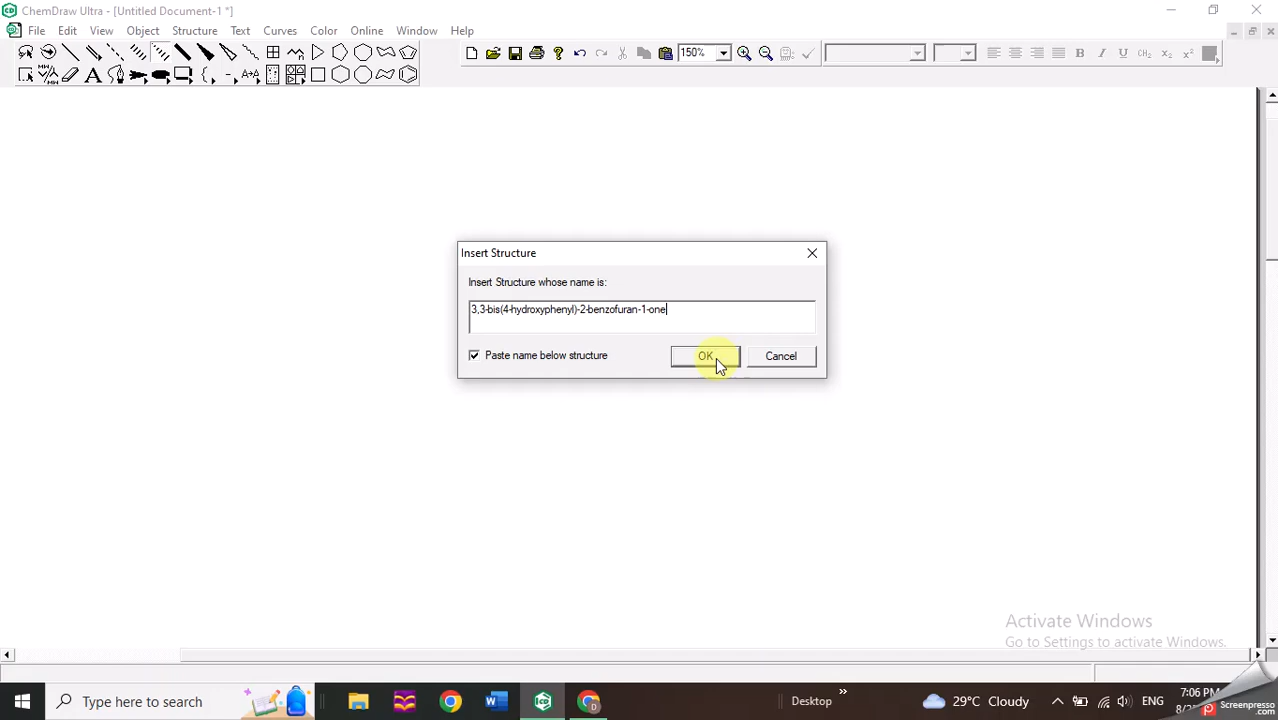 ChemDraw Ultra - [Untitled Document-1 *]
File Edit View Object Structure Text Curves Color Online Window Help
150%
Insert Structure
Insert Structure whose name is:
3,3-bis(4-hydroxyphenyl)-2-benzofuran-1-one
Paste name below structure
OK
Cancel
Activate Windows
Go to Settings to activate Windows.
Type here to search
Desktop
29°C Cloudy
ENG
7:06 PM
Screenpresso
.com